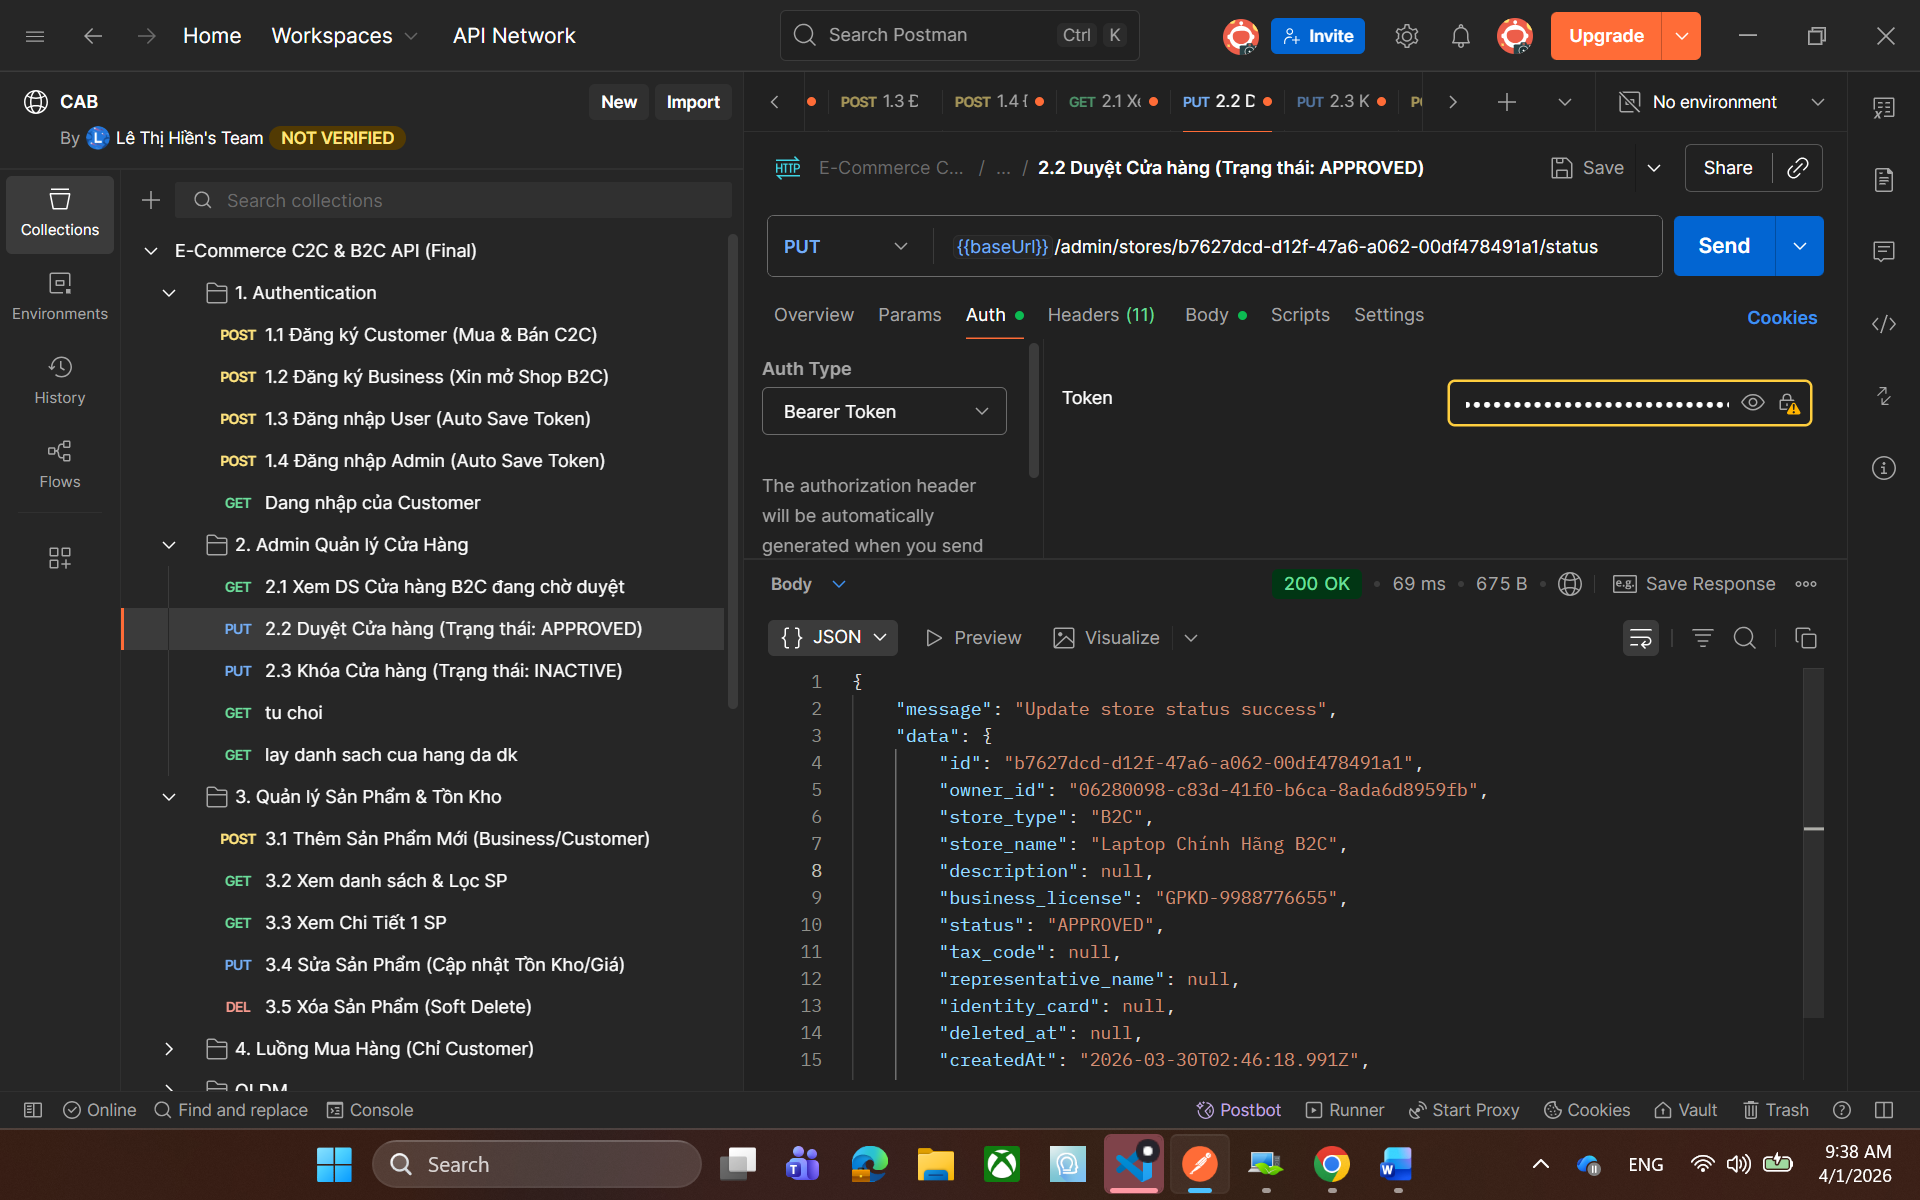 Home
Workspaces
API Network
Search Postman
Ctrl K
Invite
Upgrade
CAB
New
Import
By L Lê Thị Hiền's Team NOT VERIFIED
POST 1.3 Đ
POST 1.4 Đ
GET 2.1 Xe
PUT 2.2 D
PUT 2.3 K
No environment
HTTP E-Commerce C... / ... / 2.2 Duyệt Cửa hàng (Trạng thái: APPROVED)
Save
Share
Collections
Environments
History
Flows
Search collections
E-Commerce C2C & B2C API (Final)
1. Authentication
POST 1.1 Đăng ký Customer (Mua & Bán C2C)
POST 1.2 Đăng ký Business (Xin mở Shop B2C)
POST 1.3 Đăng nhập User (Auto Save Token)
POST 1.4 Đăng nhập Admin (Auto Save Token)
GET Dang nhập của Customer
2. Admin Quản lý Cửa Hàng
GET 2.1 Xem DS Cửa hàng B2C đang chờ duyệt
PUT 2.2 Duyệt Cửa hàng (Trạng thái: APPROVED)
PUT 2.3 Khóa Cửa hàng (Trạng thái: INACTIVE)
GET tu choi
GET lay danh sach cua hang da dk
3. Quản lý Sản Phẩm & Tồn Kho
POST 3.1 Thêm Sản Phẩm Mới (Business/Customer)
GET 3.2 Xem danh sách & Lọc SP
GET 3.3 Xem Chi Tiết 1 SP
PUT 3.4 Sửa Sản Phẩm (Cập nhật Tồn Kho/Giá)
DEL 3.5 Xóa Sản Phẩm (Soft Delete)
4. Luồng Mua Hàng (Chỉ Customer)
PUT {{baseUrl}} /admin/stores/b7627dcd-d12f-47a6-a062-00df478491a1/status
Send
Overview Params Auth Headers (11) Body Scripts Settings
Cookies
Auth Type
Bearer Token
The authorization header
will be automatically
generated when you send
Token
Body
200 OK • 69 ms • 675 B
e.g. Save Response
{} JSON
Preview
Visualize
1 {
2 "message": "Update store status success",
3 "data": {
4 "id": "b7627dcd-d12f-47a6-a062-00df478491a1",
5 "owner_id": "06280098-c83d-41f0-b6ca-8ada6d8959fb",
6 "store_type": "B2C",
7 "store_name": "Laptop Chính Hãng B2C",
8 "description": null,
9 "business_license": "GPKD-9988776655",
10 "status": "APPROVED",
11 "tax_code": null,
12 "representative_name": null,
13 "identity_card": null,
14 "deleted_at": null,
15 "createdAt": "2026-03-30T02:46:18.991Z",
Online
Find and replace
Console
Postbot
Runner
Start Proxy
Cookies
Vault
Trash
Search
ENG
9:38 AM
4/1/2026